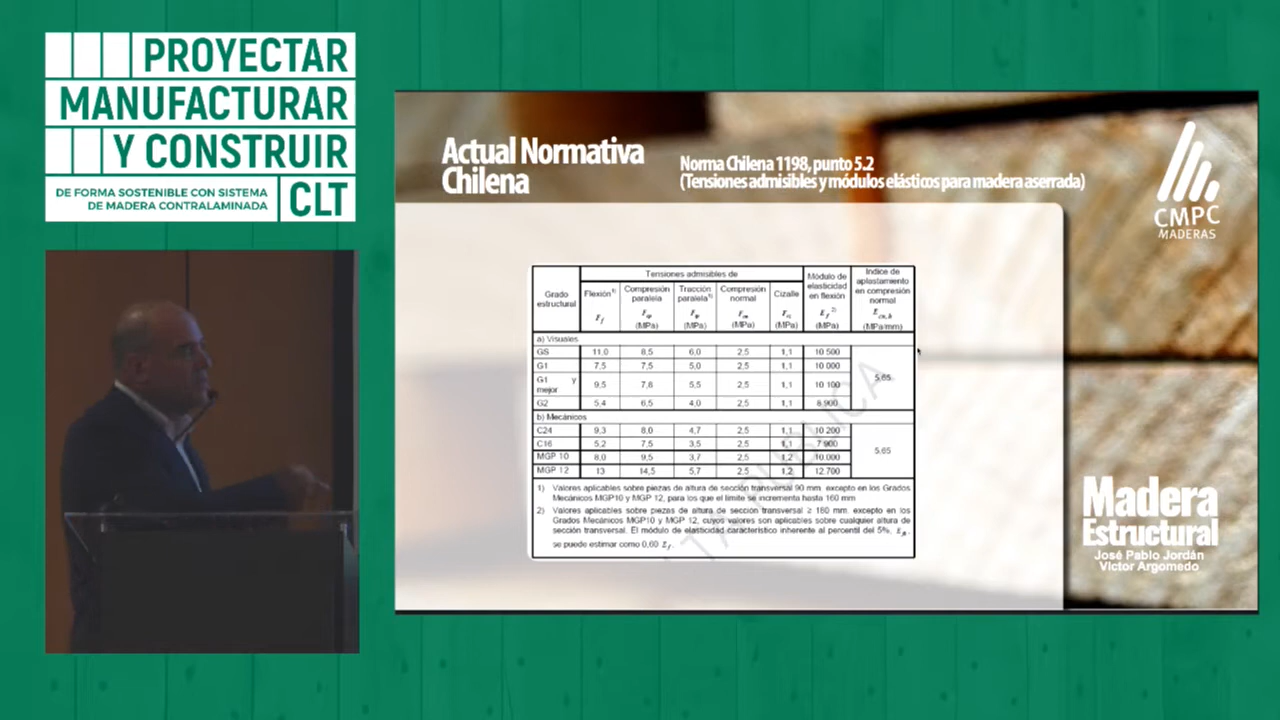 PROYECTAR
MANUFACTURAR
Y CONSTRUIR
DE FORMA SOSTENIBLE CON SISTEMA
DE MADERA CONTRALAMINADA
CLT
Actual Normativa
Chilena
Norma Chilena 1198, punto 5.2
(Tensiones admisibles y módulos elásticos para madera aserrada)
CMPC
MADERAS
Grado estructural
Tensiones admisibles de
Módulo de elasticidad en flexión
Indice de aplastamiento en compresión normal
Flexión 1) Compresión paralela Tracción paralela 1) Compresión normal Cizalle
(MPa) (MPa) (MPa) (MPa) (MPa) (MPa/mm)
a) Visuales
GS 11,0 8,5 6,0 2,5 1,1 10 500
G1 7,5 7,5 5,0 2,5 1,1 10 000
5,65
G1 y mejor 9,5 7,8 5,5 2,5 1,1 10 100
G2 5,4 6,5 4,0 2,5 1,1 8 900
b) Mecánicos
C24 9,3 8,0 4,7 2,5 1,1 10 200
C16 5,2 7,5 3,5 2,5 1,1 7 900
5.65
MGP 10 8,0 9,5 3,7 2,5 1,2 10.000
MGP 12 13 14,5 5,7 2,5 1,2 12.700
1) Valores aplicables sobre piezas de altura de sección transversal 90 mm. excepto en los Grados
Mecánicos MGP10 y MGP 12, para los que el límite se incrementa hasta 160 mm
2) Valores aplicables sobre piezas de altura de sección transversal ≥ 180 mm. excepto en los
Grados Mecánicos MGP10 y MGP 12, cuyos valores son aplicables sobre cualquier altura de
sección transversal. El módulo de elasticidad característico inherente al percentil del 5%,
se puede estimar como 0,60 E f.
Madera
Estructural
José Pablo Jordán
Victor Argomedo